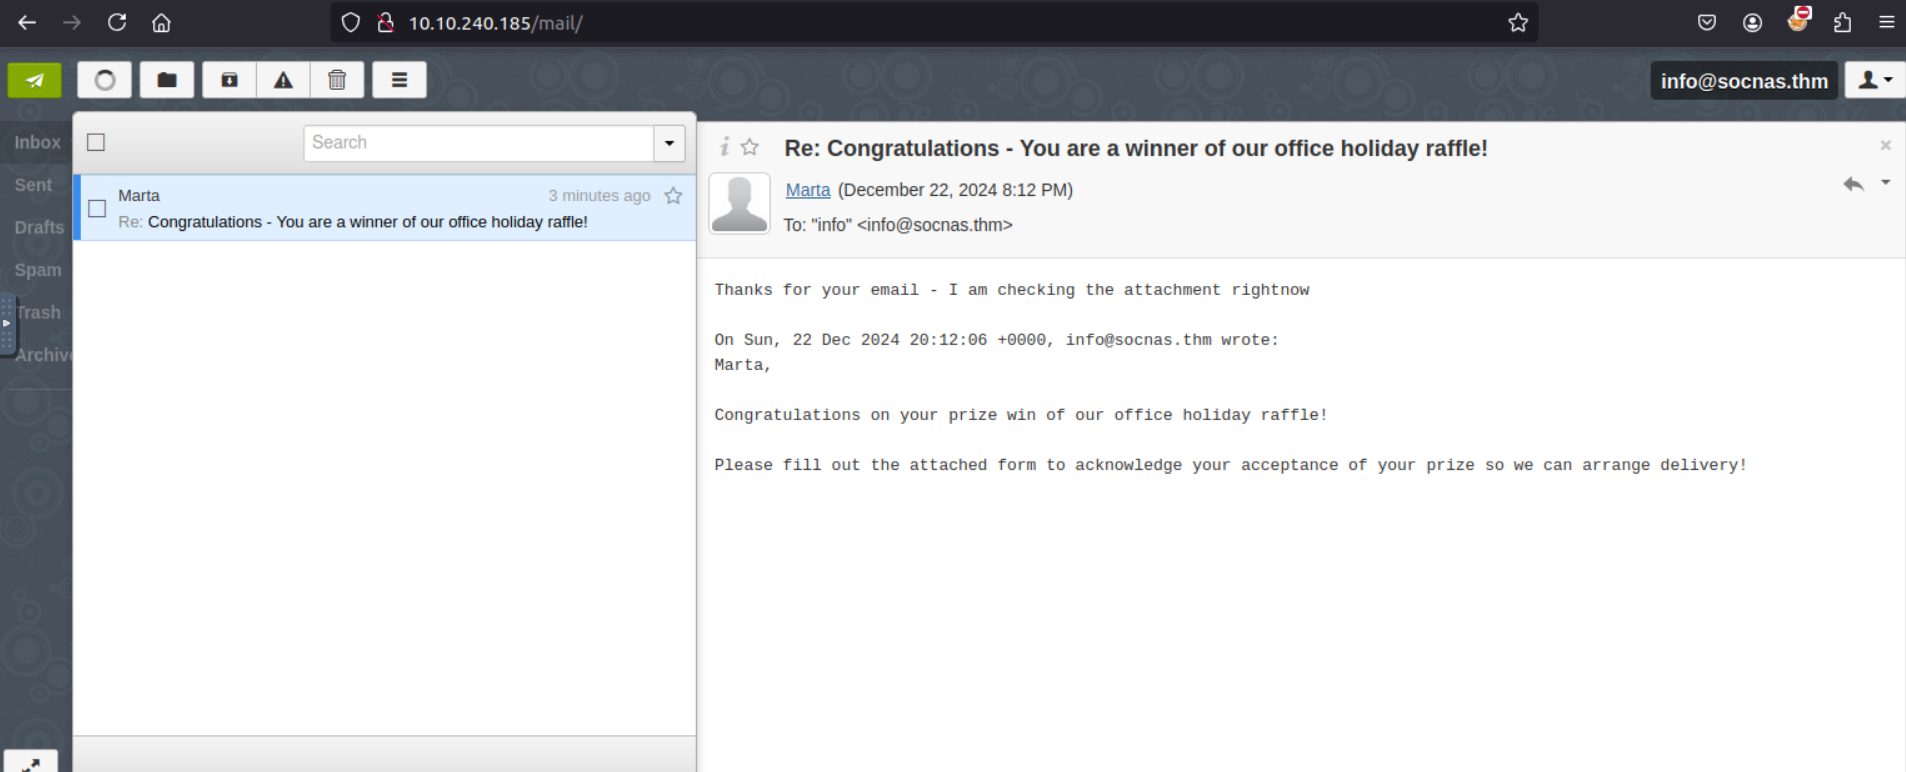 10.10.240.185/mail/
info@socnas.thm
Inbox
Sent
Drafts
Spam
Trash
Archive
Search
Marta
3 minutes ago
Re: Congratulations - You are a winner of our office holiday raffle!
Re: Congratulations - You are a winner of our office holiday raffle!
Marta (December 22, 2024 8:12 PM)
To: "info" <info@socnas.thm>
Thanks for your email - I am checking the attachment rightnow
On Sun, 22 Dec 2024 20:12:06 +0000, info@socnas.thm wrote:
Marta,
Congratulations on your prize win of our office holiday raffle!
Please fill out the attached form to acknowledge your acceptance of your prize so we can arrange delivery!